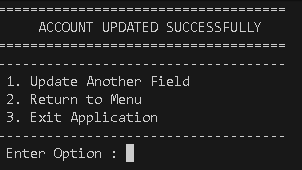 ===================================
ACCOUNT UPDATED SUCCESSFULLY
===================================
-----------------------------------
1. Update Another Field
2. Return to Menu
3. Exit Application
-----------------------------------
Enter Option :